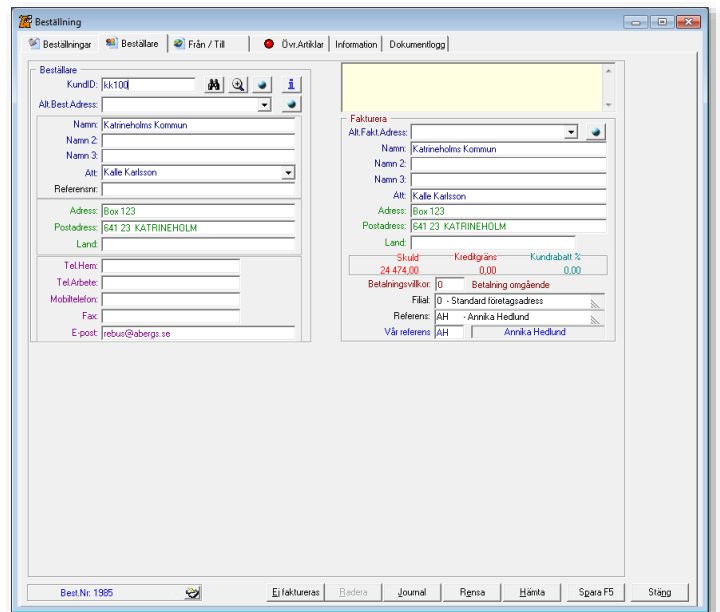 Beställning
Beställningar Beställare Från / Till Övr.Artiklar Information Dokumentlogg
Beställare
KundID: kk100
Alt.Best.Adress:
Namn: Katrineholms Kommun
Namn 2:
Namn 3:
Att: Kalle Karlsson
Referensnr:
Adress: Box 123
Postadress: 641 23 KATRINEHOLM
Land:
Tel.Hem:
Tel.Arbete:
Mobiltelefon:
Fax:
E-post: rebus@abergs.se
Fakturera
Alt.Fakt.Adress:
Namn: Katrineholms Kommun
Namn 2:
Namn 3:
Att: Kalle Karlsson
Adress: Box 123
Postadress: 641 23 KATRINEHOLM
Land:
Skuld Kreditgräns Kundrabatt %
24 474,00 0,00 0,00
Betalningsvillkor: 0 Betalning omgående
Filial: 0 - Standard företagsadress
Referens: AH - Annika Hedlund
Vår referens AH Annika Hedlund
Best.Nr: 1985 Ej faktureras Radera Journal Rensa Hämta Spara F5 Stäng